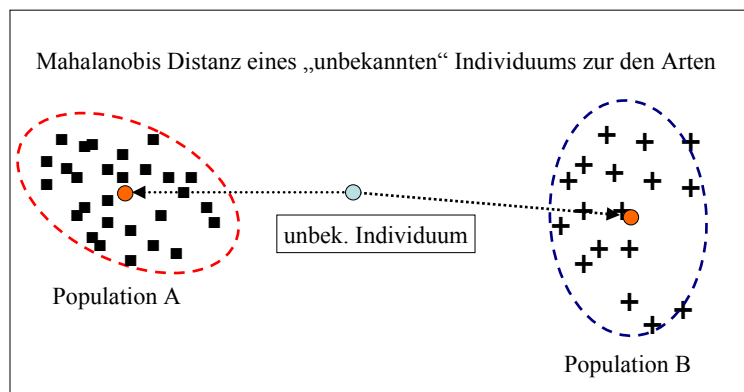 Mahalanobis Distanz eines „unbekannten“ Individuums zur den Arten
unbek. Individuum
Population A
Population B